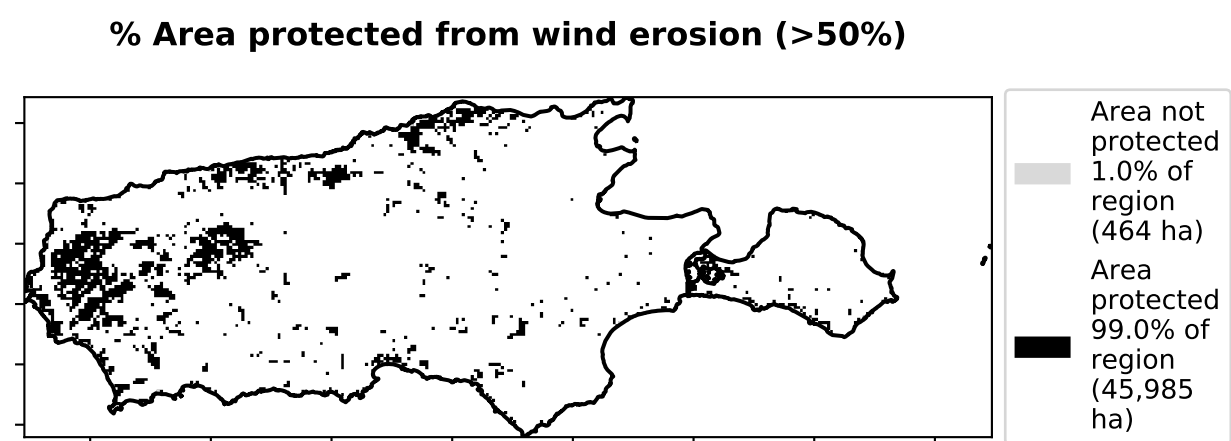 % Area protected from wind erosion (>50%)
Area not
protected
1.0% of
region
(464 ha)
Area
protected
99.0% of
region
(45,985
ha)